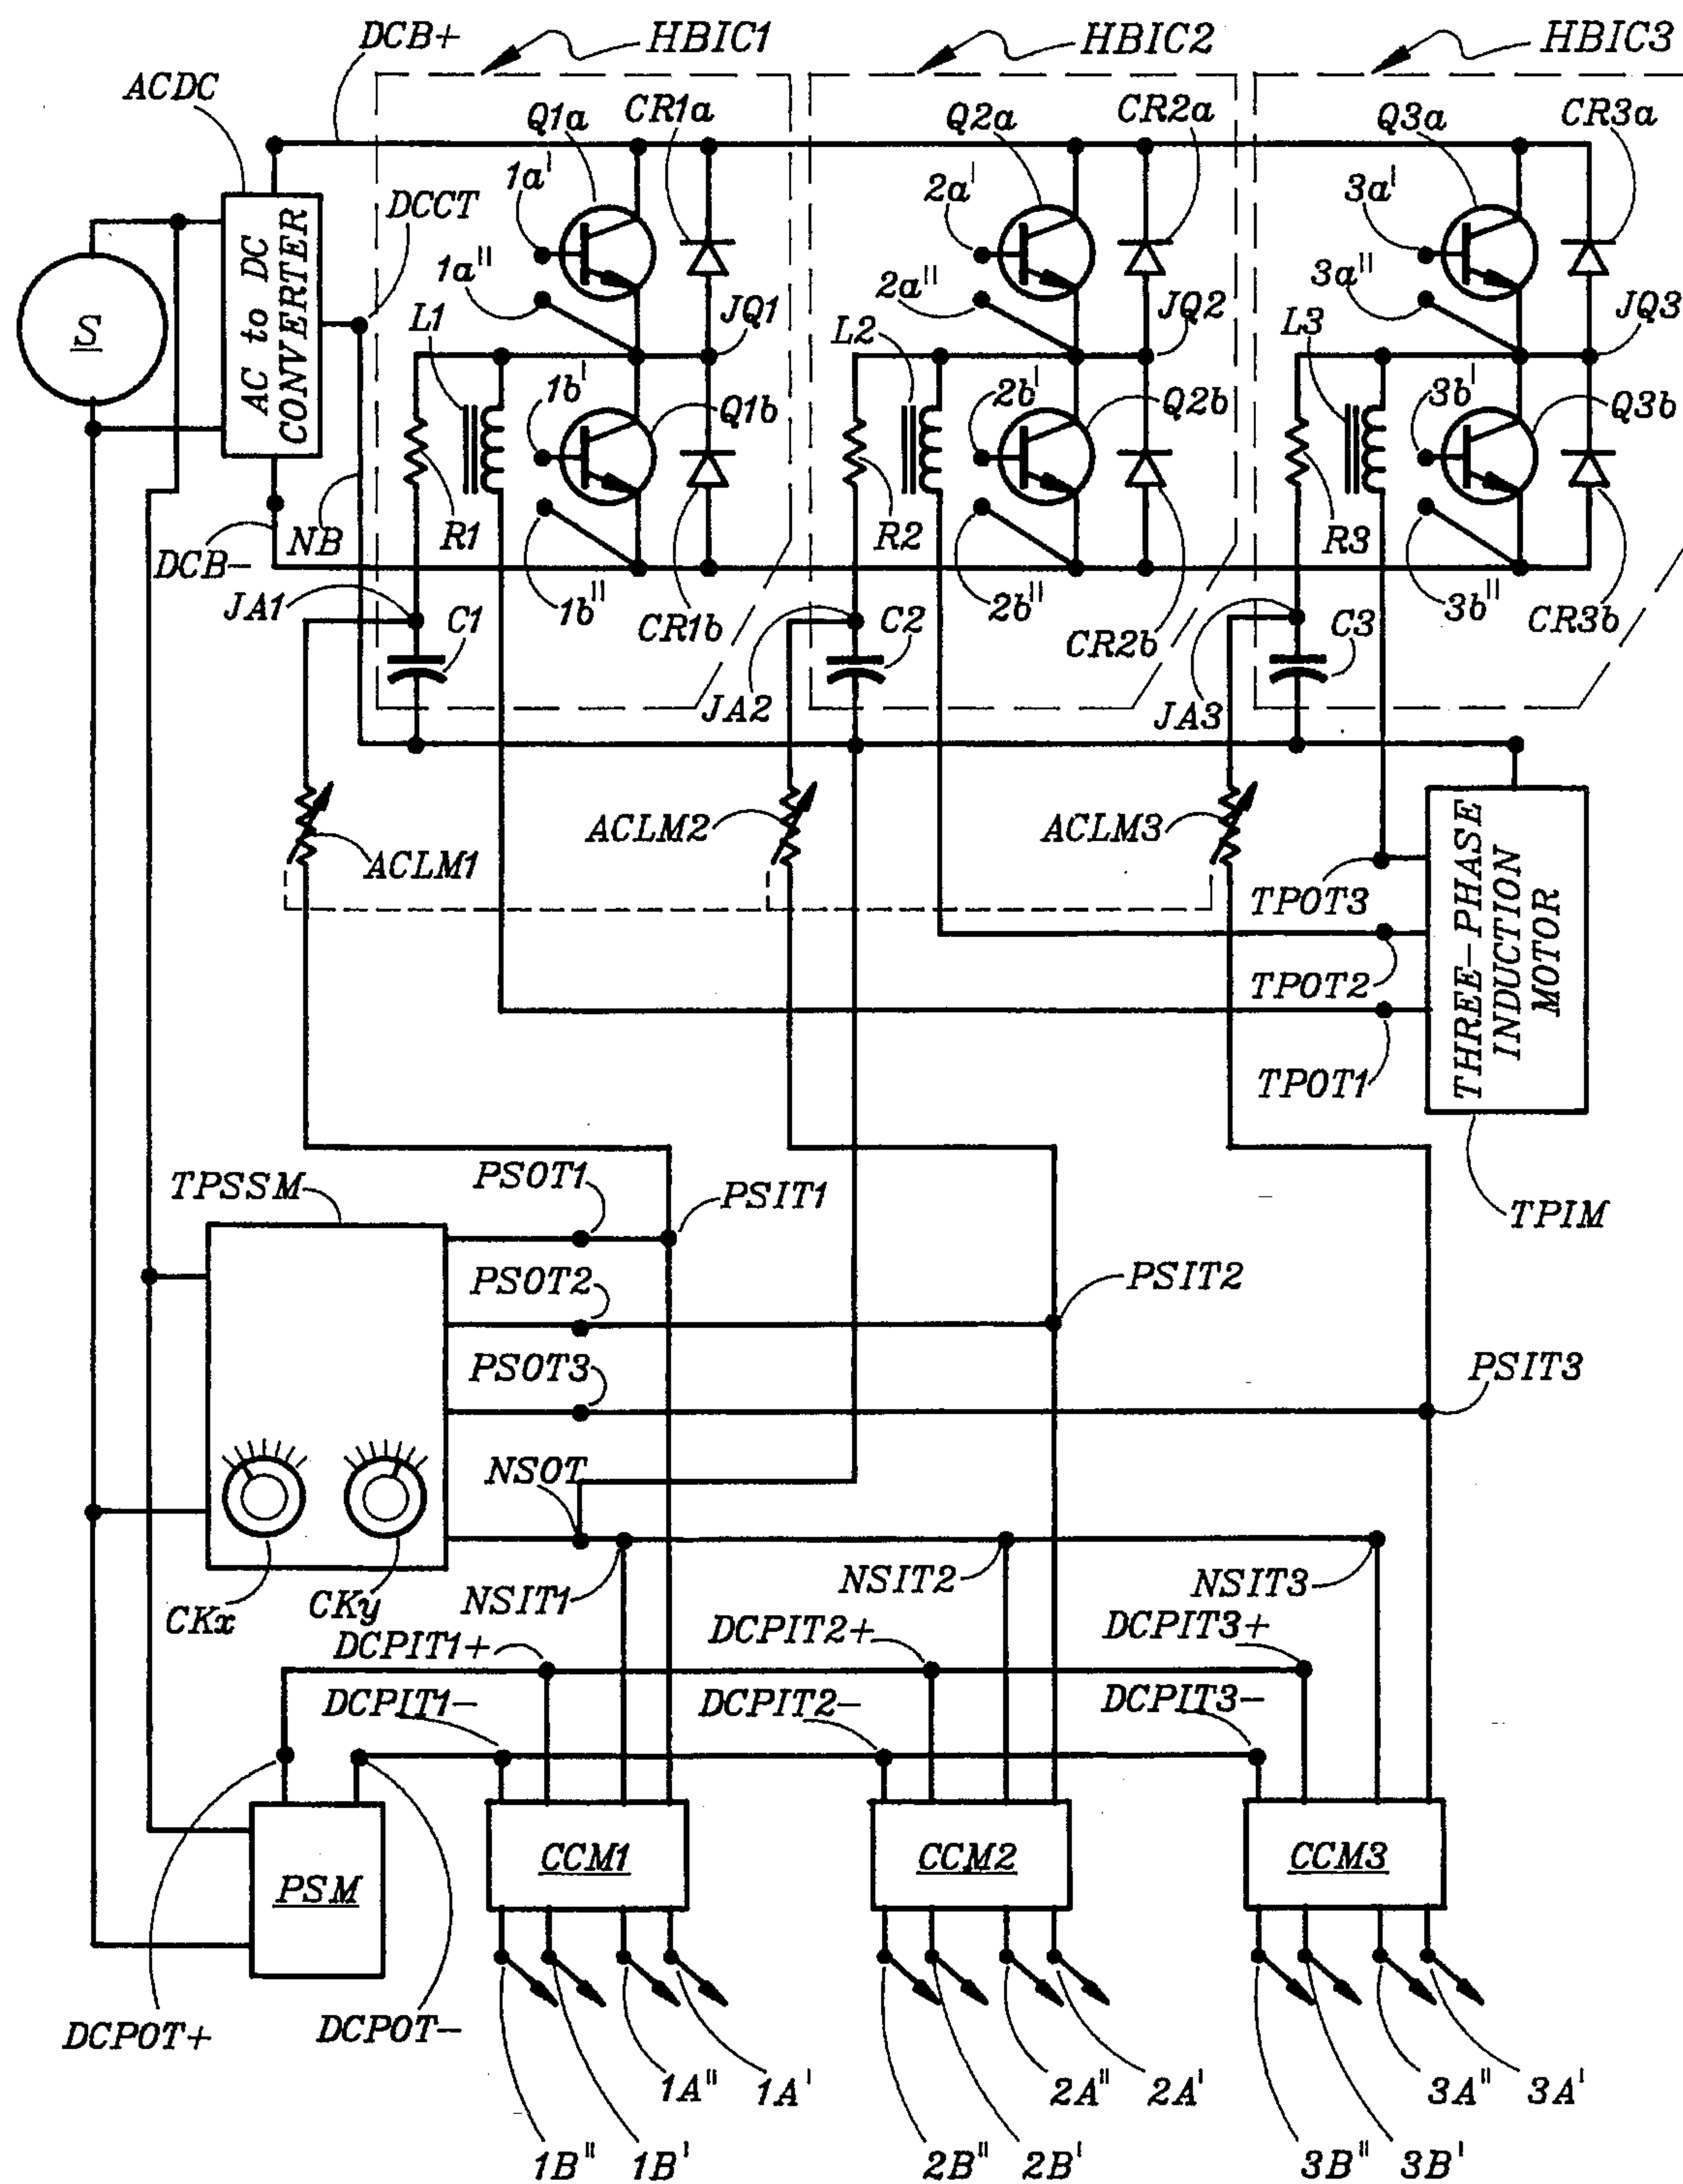 DCB+
HBIC1
HBIC2
HBIC3
ACDC
Q1a
CR1a
Q2a
CR2a
Q3a
CR3a
1a'
2a'
3a'
DCCT
AC to DC
CONVERTER
S
1a"
2a"
3a"
L1
JQ1
L2
JQ2
L3
JQ3
1b'
Q1b
2b'
Q2b
3b'
Q3b
NB
R1
R2
R3
DCB-
JA1
C1
1b"
CR1b
C2
2b"
CR2b
C3
3b"
CR3b
JA2
JA3
ACLM1
ACLM2
ACLM3
TPOT3
TPOT2
TPOT1
THREE-PHASE
INDUCTION
MOTOR
TPIM
TPSSM
PSOT1
PSIT1
PSOT2
PSIT2
PSOT3
PSIT3
NSOT
CKx
CKy
NSIT1
NSIT2
NSIT3
DCPIT1+
DCPIT2+
DCPIT3+
DCPIT1-
DCPIT2-
DCPIT3-
PSM
CCM1
CCM2
CCM3
DCPOT+
DCPOT-
1A"
1A'
2A"
2A'
3A"
3A'
1B"
1B'
2B"
2B'
3B"
3B'